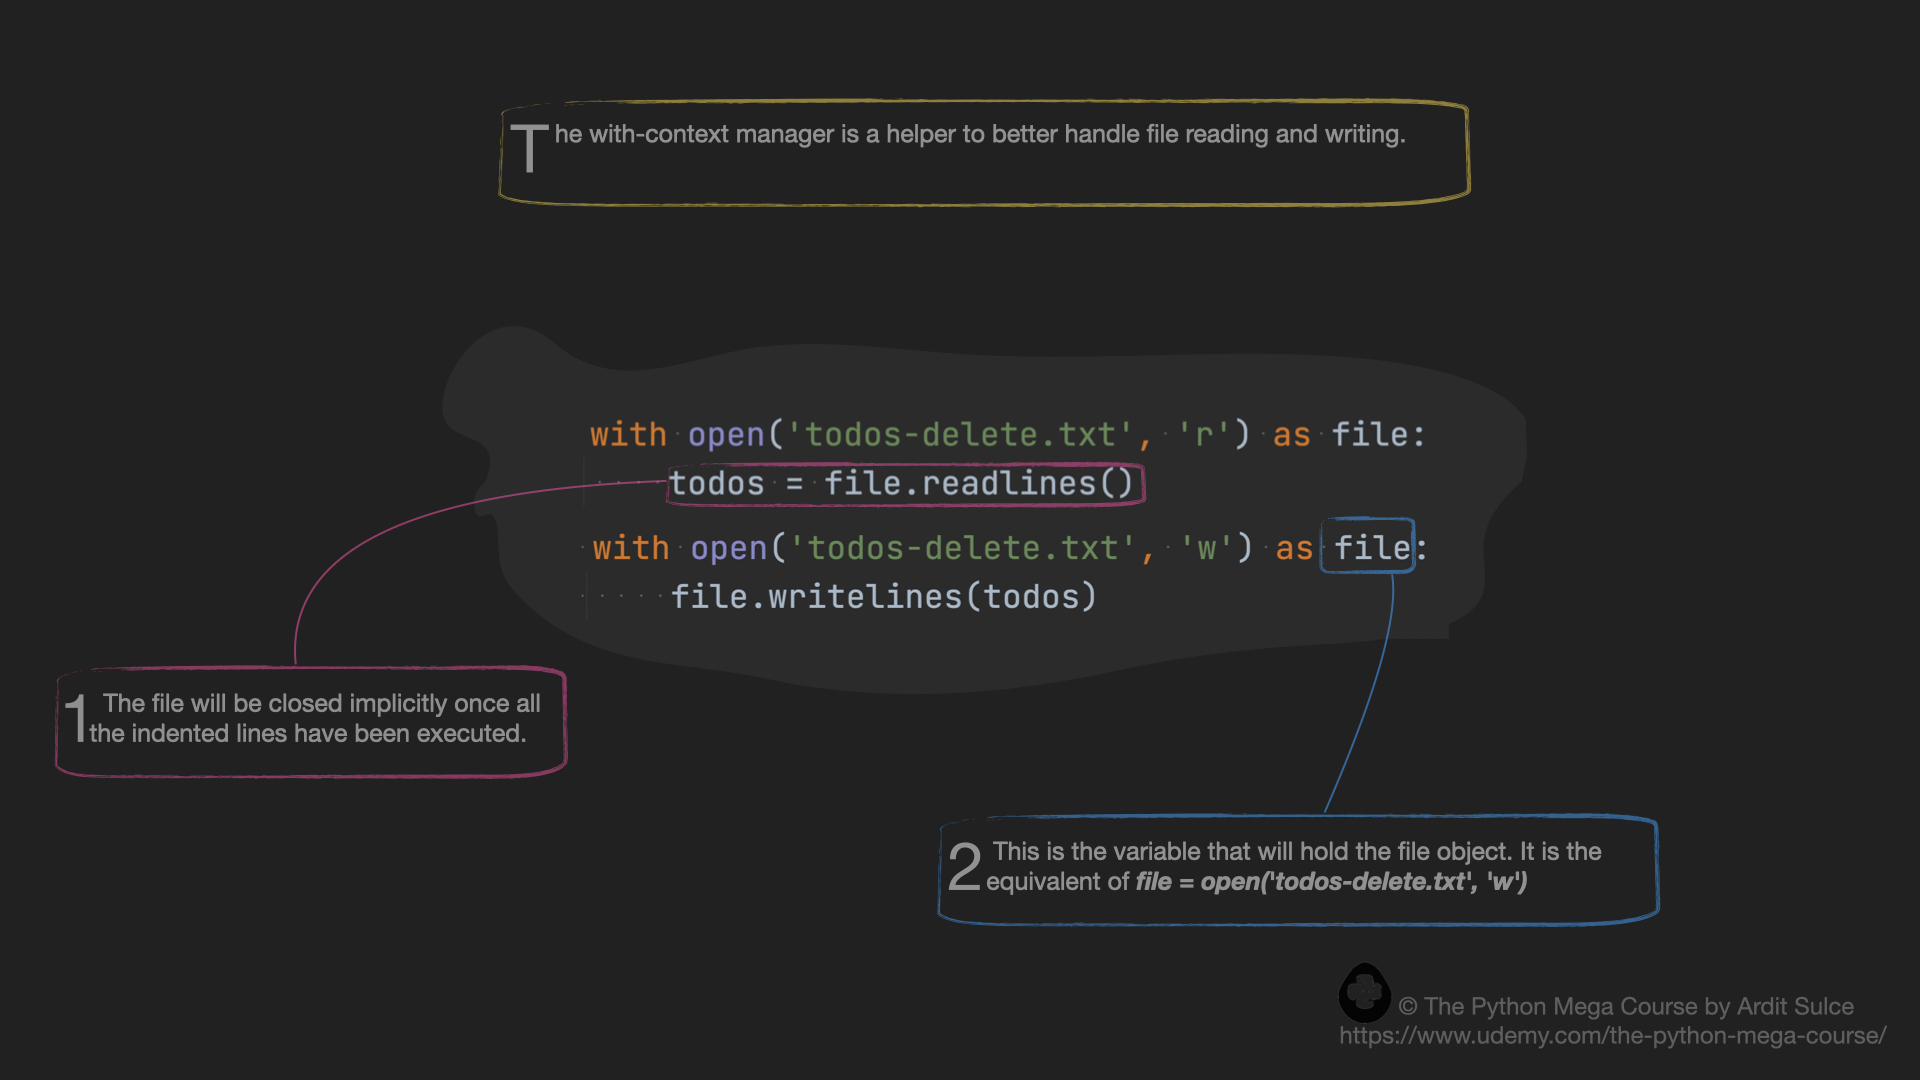 The with-context manager is a helper to better handle file reading and writing.
with open('todos-delete.txt', 'r') as file:
todos = file.readlines()
with open('todos-delete.txt', 'w') as file:
file.writelines(todos)
1 The file will be closed implicitly once all
the indented lines have been executed.
2 This is the variable that will hold the file object. It is the
equivalent of file = open('todos-delete.txt', 'w')
© The Python Mega Course by Ardit Sulce
https://www.udemy.com/the-python-mega-course/